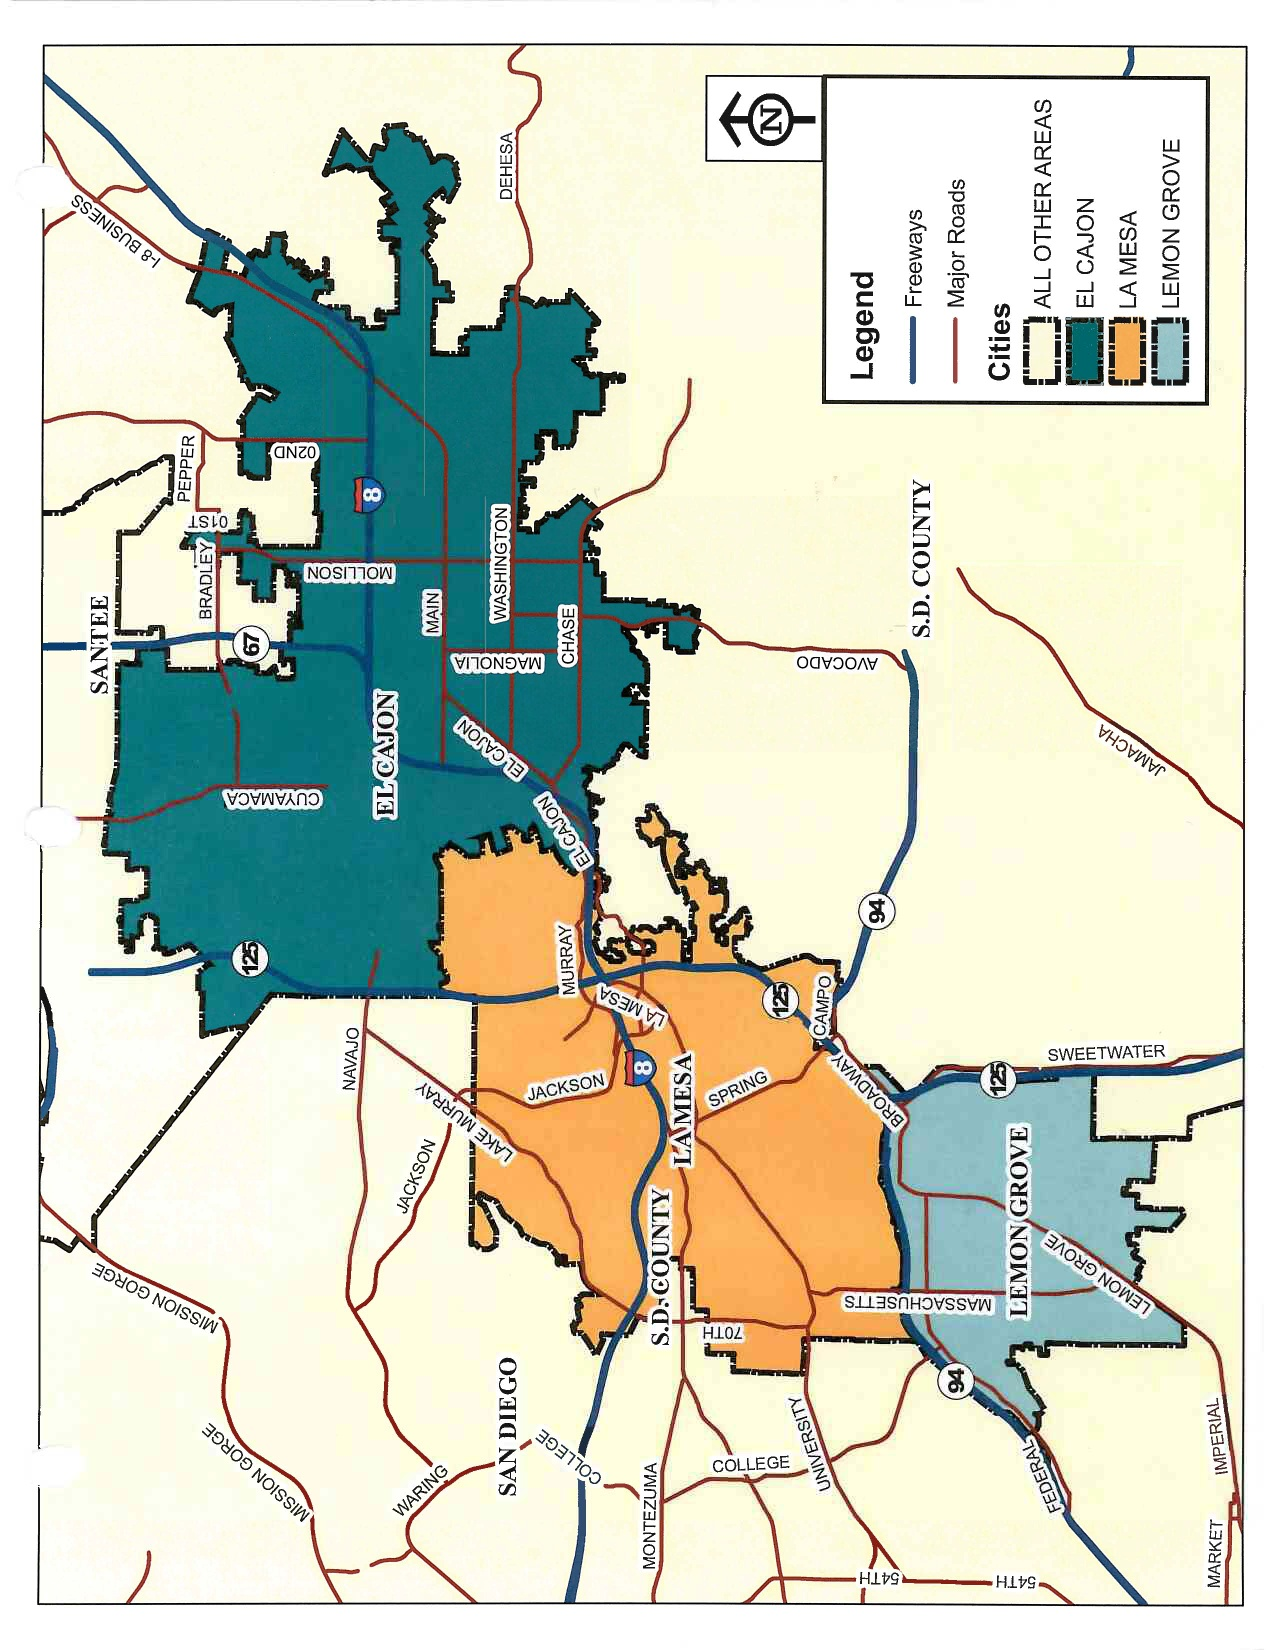 SANTEE
EL CAJON
LA MESA
LEMON GROVE
SAN DIEGO
S.D. COUNTY
S.D. COUNTY
MISSION GORGE
MISSION GORGE
WARING
COLLEGE
COLLEGE
MONTEZUMA
UNIVERSITY
54TH
54TH
FEDERAL
MARKET
IMPERIAL
LEMON GROVE
MASSACHUSETTS
70TH
NAVAJO
JACKSON
JACKSON
LAKE MURRAY
MURRAY
LA MESA
SPRING
CAMPO
BROADWAY
SWEETWATER
CUYAMACA
BRADLEY
PEPPER
01ST
02ND
MOLLISON
MAIN
WASHINGTON
MAGNOLIA
CHASE
EL CAJON
EL CAJON
AVOCADO
JAMACHA
DEHESA
I-8 BUSINESS
67
8
8
125
125
125
94
94
N
Legend
Freeways
Major Roads
Cities
ALL OTHER AREAS
EL CAJON
LA MESA
LEMON GROVE